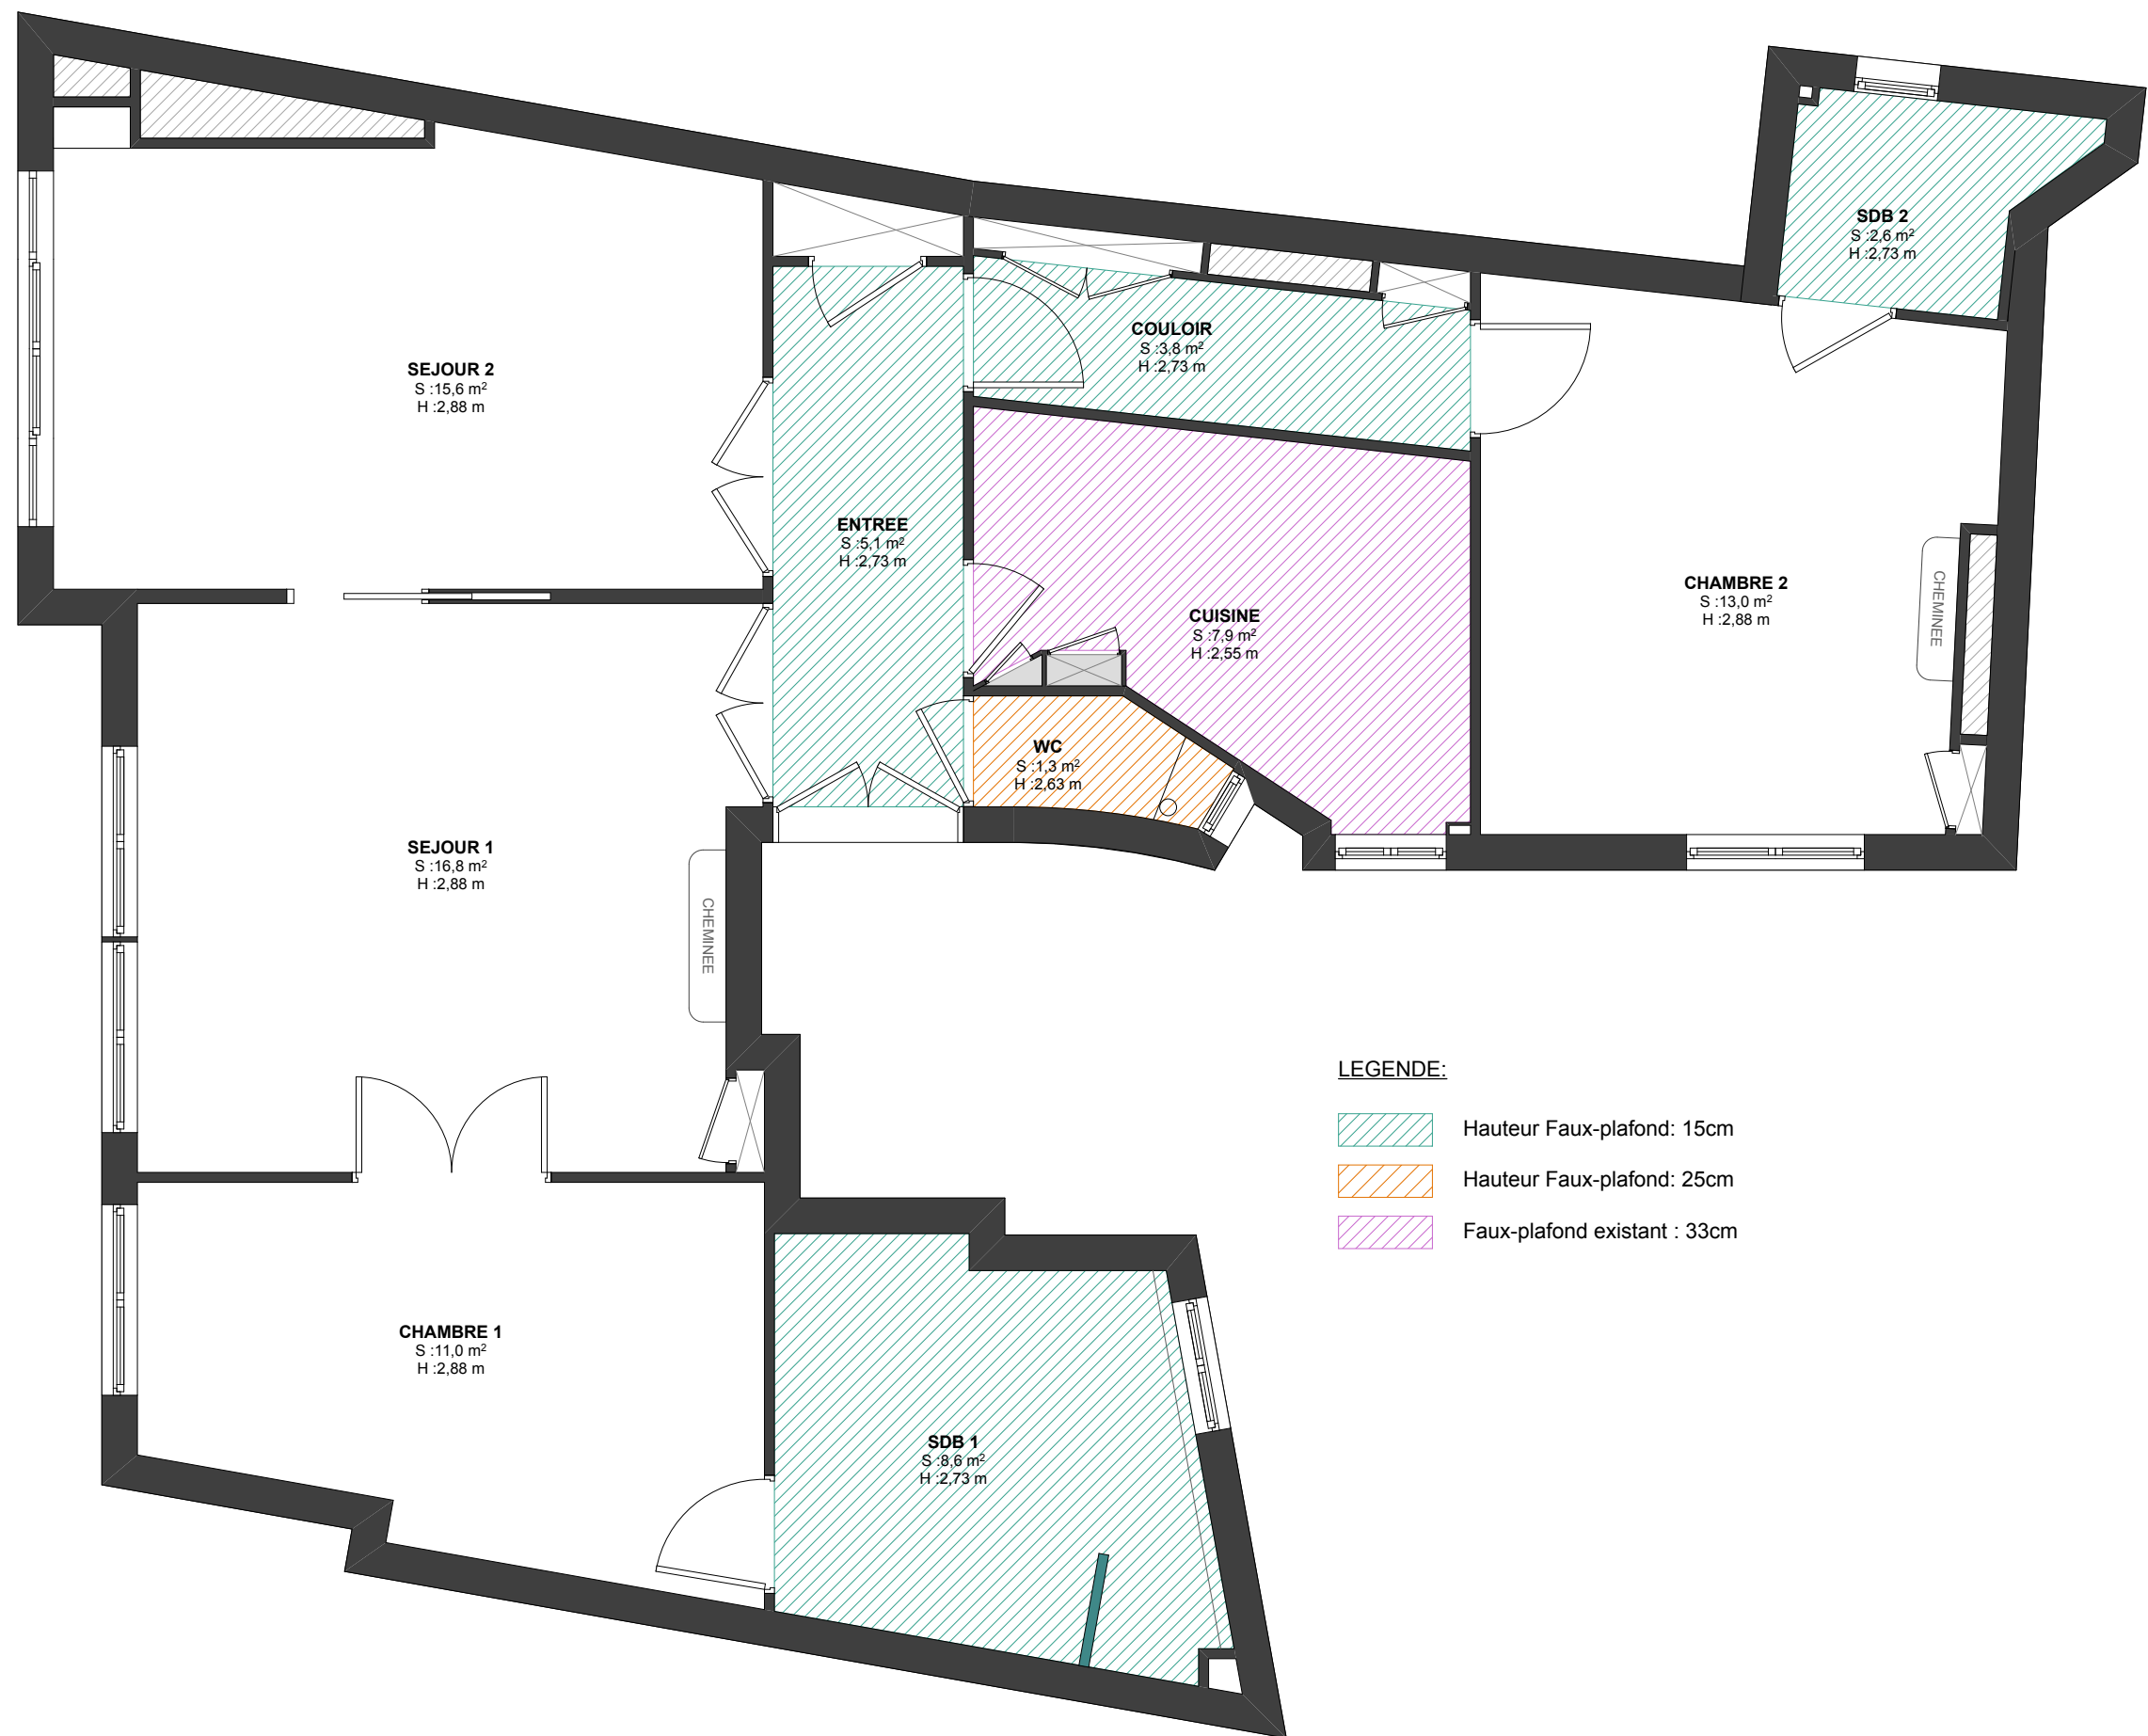 SDB 2
S :2,6 m²
H :2,73 m
COULOIR
S :3,8 m²
H :2,73 m
SEJOUR 2
S :15,6 m²
H :2,88 m
ENTREE
S :5,1 m²
H :2,73 m
CHAMBRE 2
S :13,0 m²
H :2,88 m
CHEMINEE
CUISINE
S :7,9 m²
H :2,55 m
WC
S :1,3 m²
H :2,63 m
SEJOUR 1
S :16,8 m²
H :2,88 m
CHEMINEE
LEGENDE:
Hauteur Faux-plafond: 15cm
Hauteur Faux-plafond: 25cm
Faux-plafond existant : 33cm
CHAMBRE 1
S :11,0 m²
H :2,88 m
SDB 1
S :8,6 m²
H :2,73 m